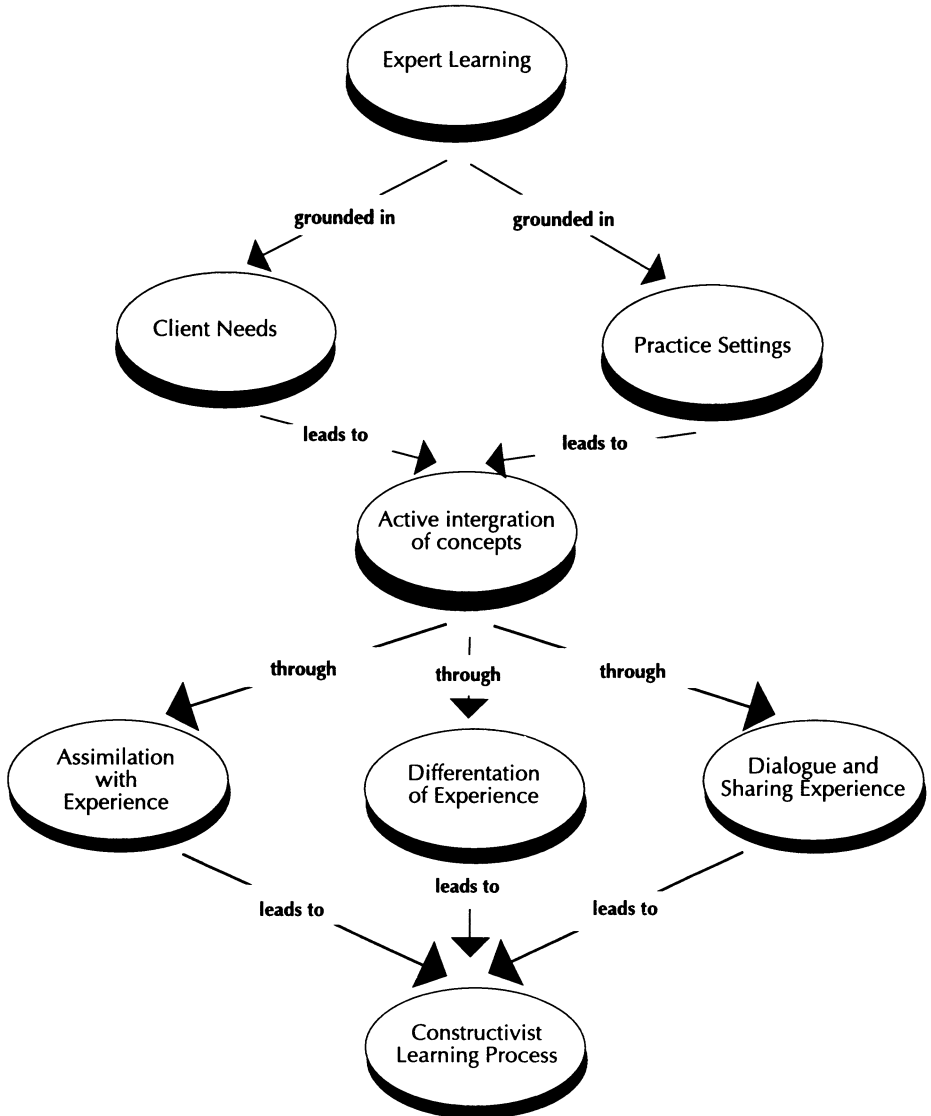 Expert Learning
grounded in
grounded in
Client Needs
Practice Settings
leads to
leads to
Active intergration
of concepts
through
through
through
Assimilation
with
Experience
Differentation
of Experience
Dialogue and
Sharing Experience
leads to
leads to
leads to
Constructivist
Learning Process